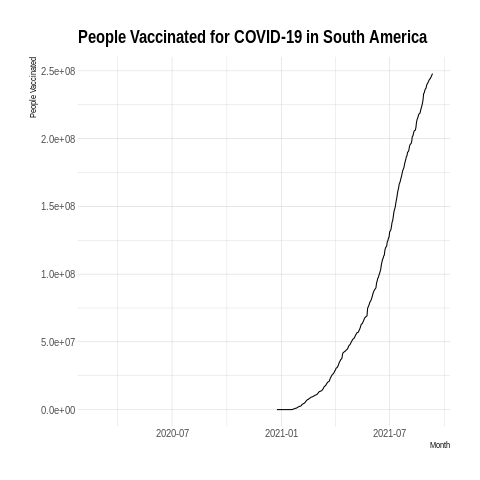 People Vaccinated for COVID-19 in South America
People Vaccinated
2.5e+08
2.0e+08
1.5e+08
1.0e+08
5.0e+07
0.0e+00
2020-07
2021-01
2021-07
Month